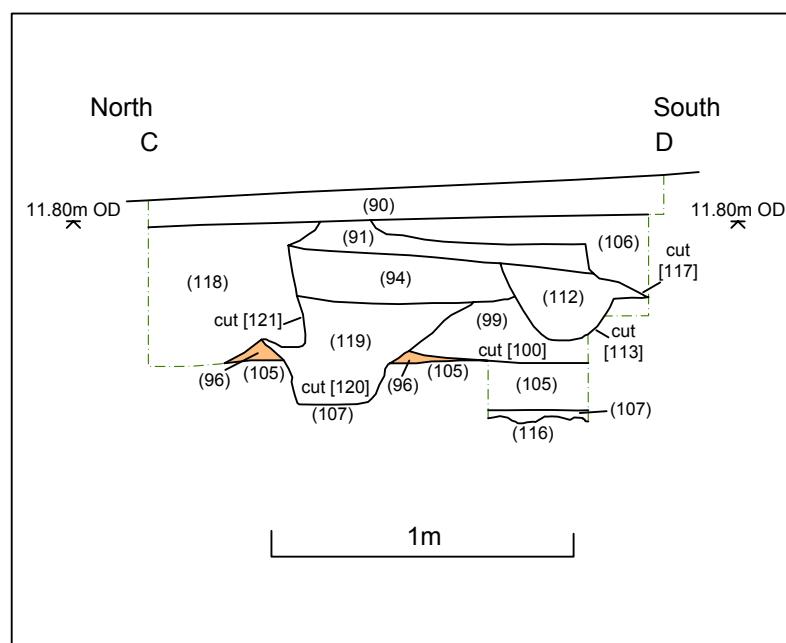 North
South
C
D
11.80m OD
(90)
11.80m OD
(91)
(106)
cut
[117]
(118)
(94)
(112)
cut [121]
(119)
(99)
cut
[113]
cut [100]
(96)
(105)
cut [120]
(96)
(105)
(105)
(107)
(107)
(116)
1m